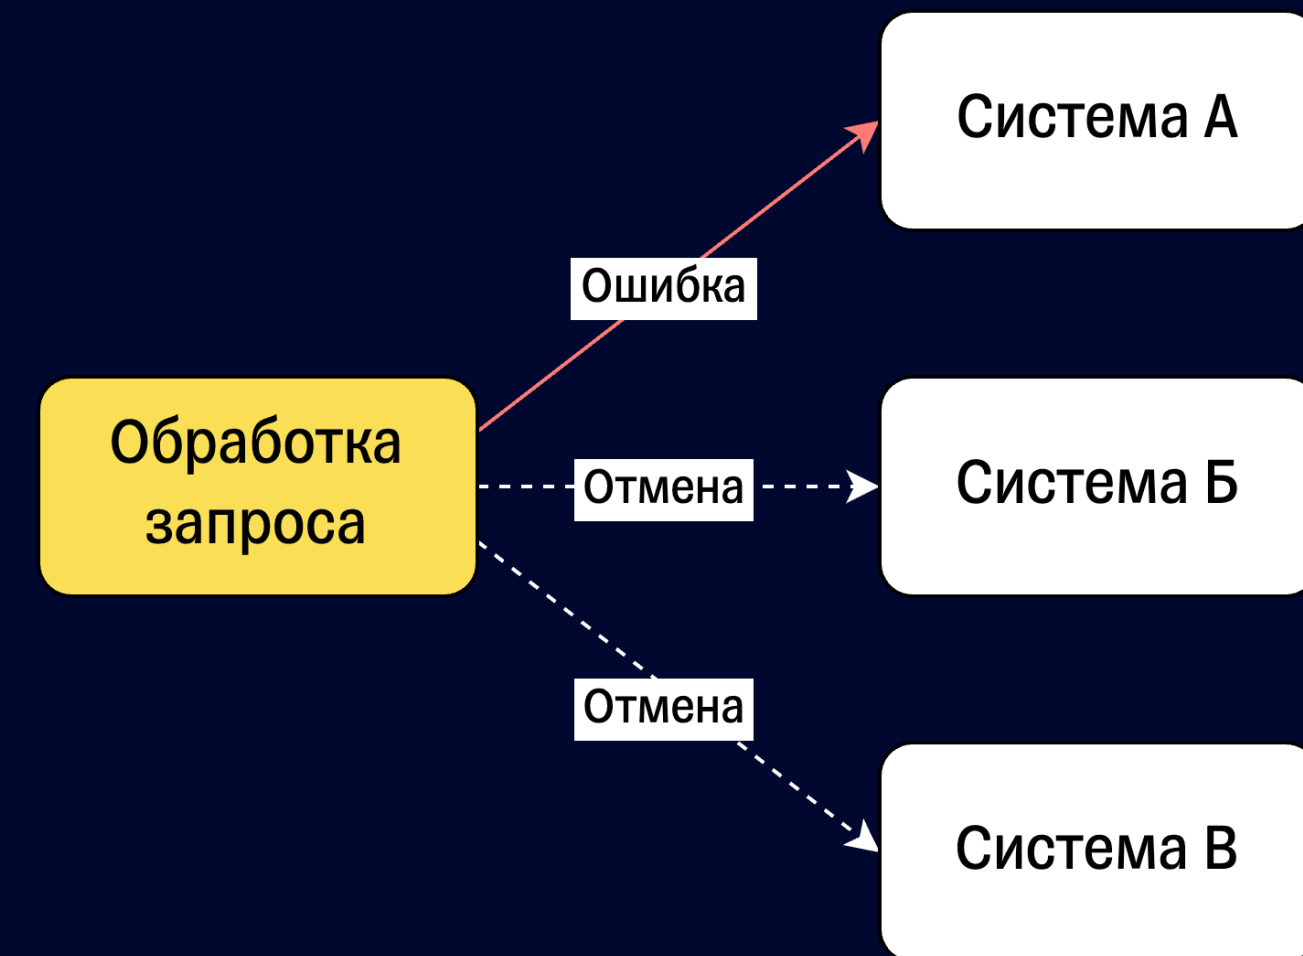 Система А
Ошибка
Обработка
запроса
Отмена
Система Б
Отмена
Система В